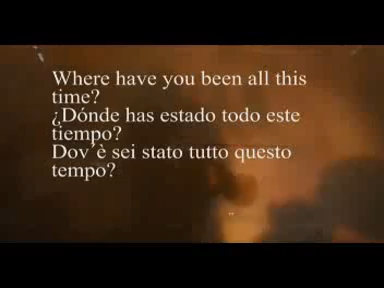 Where have you been all this
time?
¿Dónde has estado todo este
tiempo?
Dov'è sei stato tutto questo
tempo?